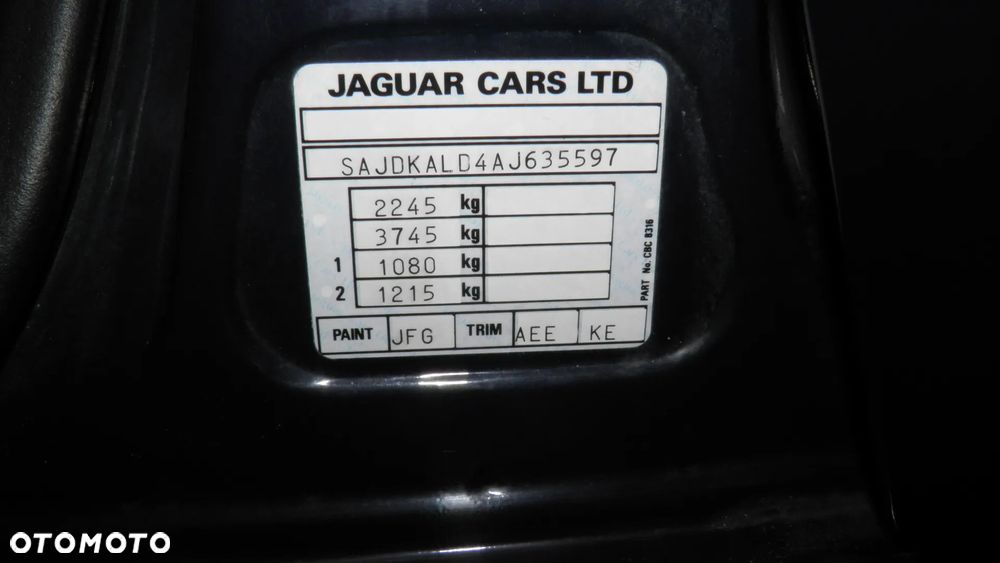 JAGUAR CARS LTD
SAJDKALD4AJ635597
2245 kg
3745 kg
1 1080 kg
2 1215 kg
PART No. CBC 8316
PAINT JFG TRIM AEE KE
OTOMOTO